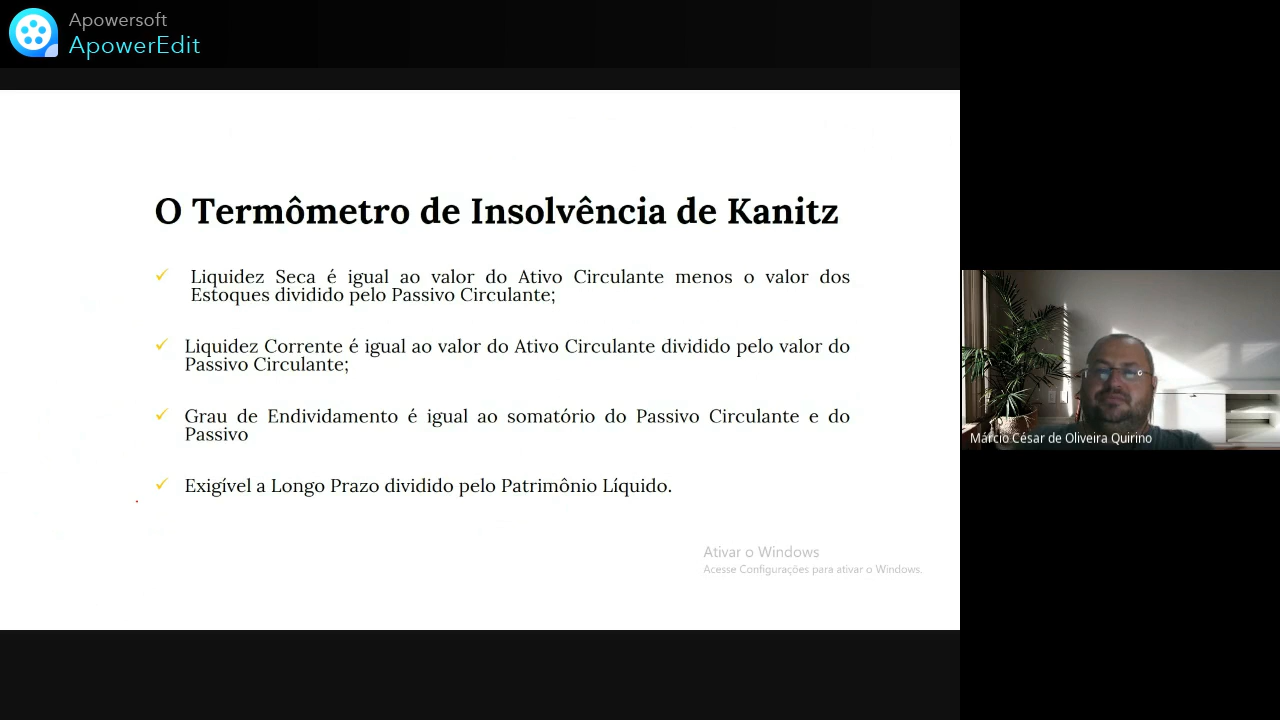 Apowersoft
ApowerEdit
O Termômetro de Insolvência de Kanitz
✓ Liquidez Seca é igual ao valor do Ativo Circulante menos o valor dos
Estoques dividido pelo Passivo Circulante;
✓ Liquidez Corrente é igual ao valor do Ativo Circulante dividido pelo valor do
Passivo Circulante;
✓ Grau de Endividamento é igual ao somatório do Passivo Circulante e do
Passivo
✓ Exigível a Longo Prazo dividido pelo Patrimônio Líquido.
Ativar o Windows
Acesse Configurações para ativar o Windows.
Márcio César de Oliveira Quirino